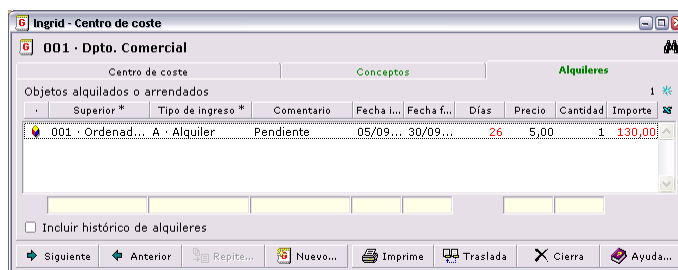 Ingrid - Centro de coste
001 · Dpto. Comercial
Centro de coste Conceptos Alquileres
Objetos alquilados o arrendados 1
· Superior * Tipo de ingreso * Comentario Fecha i... Fecha f... Días Precio Cantidad Importe
001 · Ordenad... A · Alquiler Pendiente 05/09... 30/09... 26 5,00 1 130,00
Incluir histórico de alquileres
Siguiente Anterior Repite... Nuevo... Imprime Traslada Cierra Ayuda...